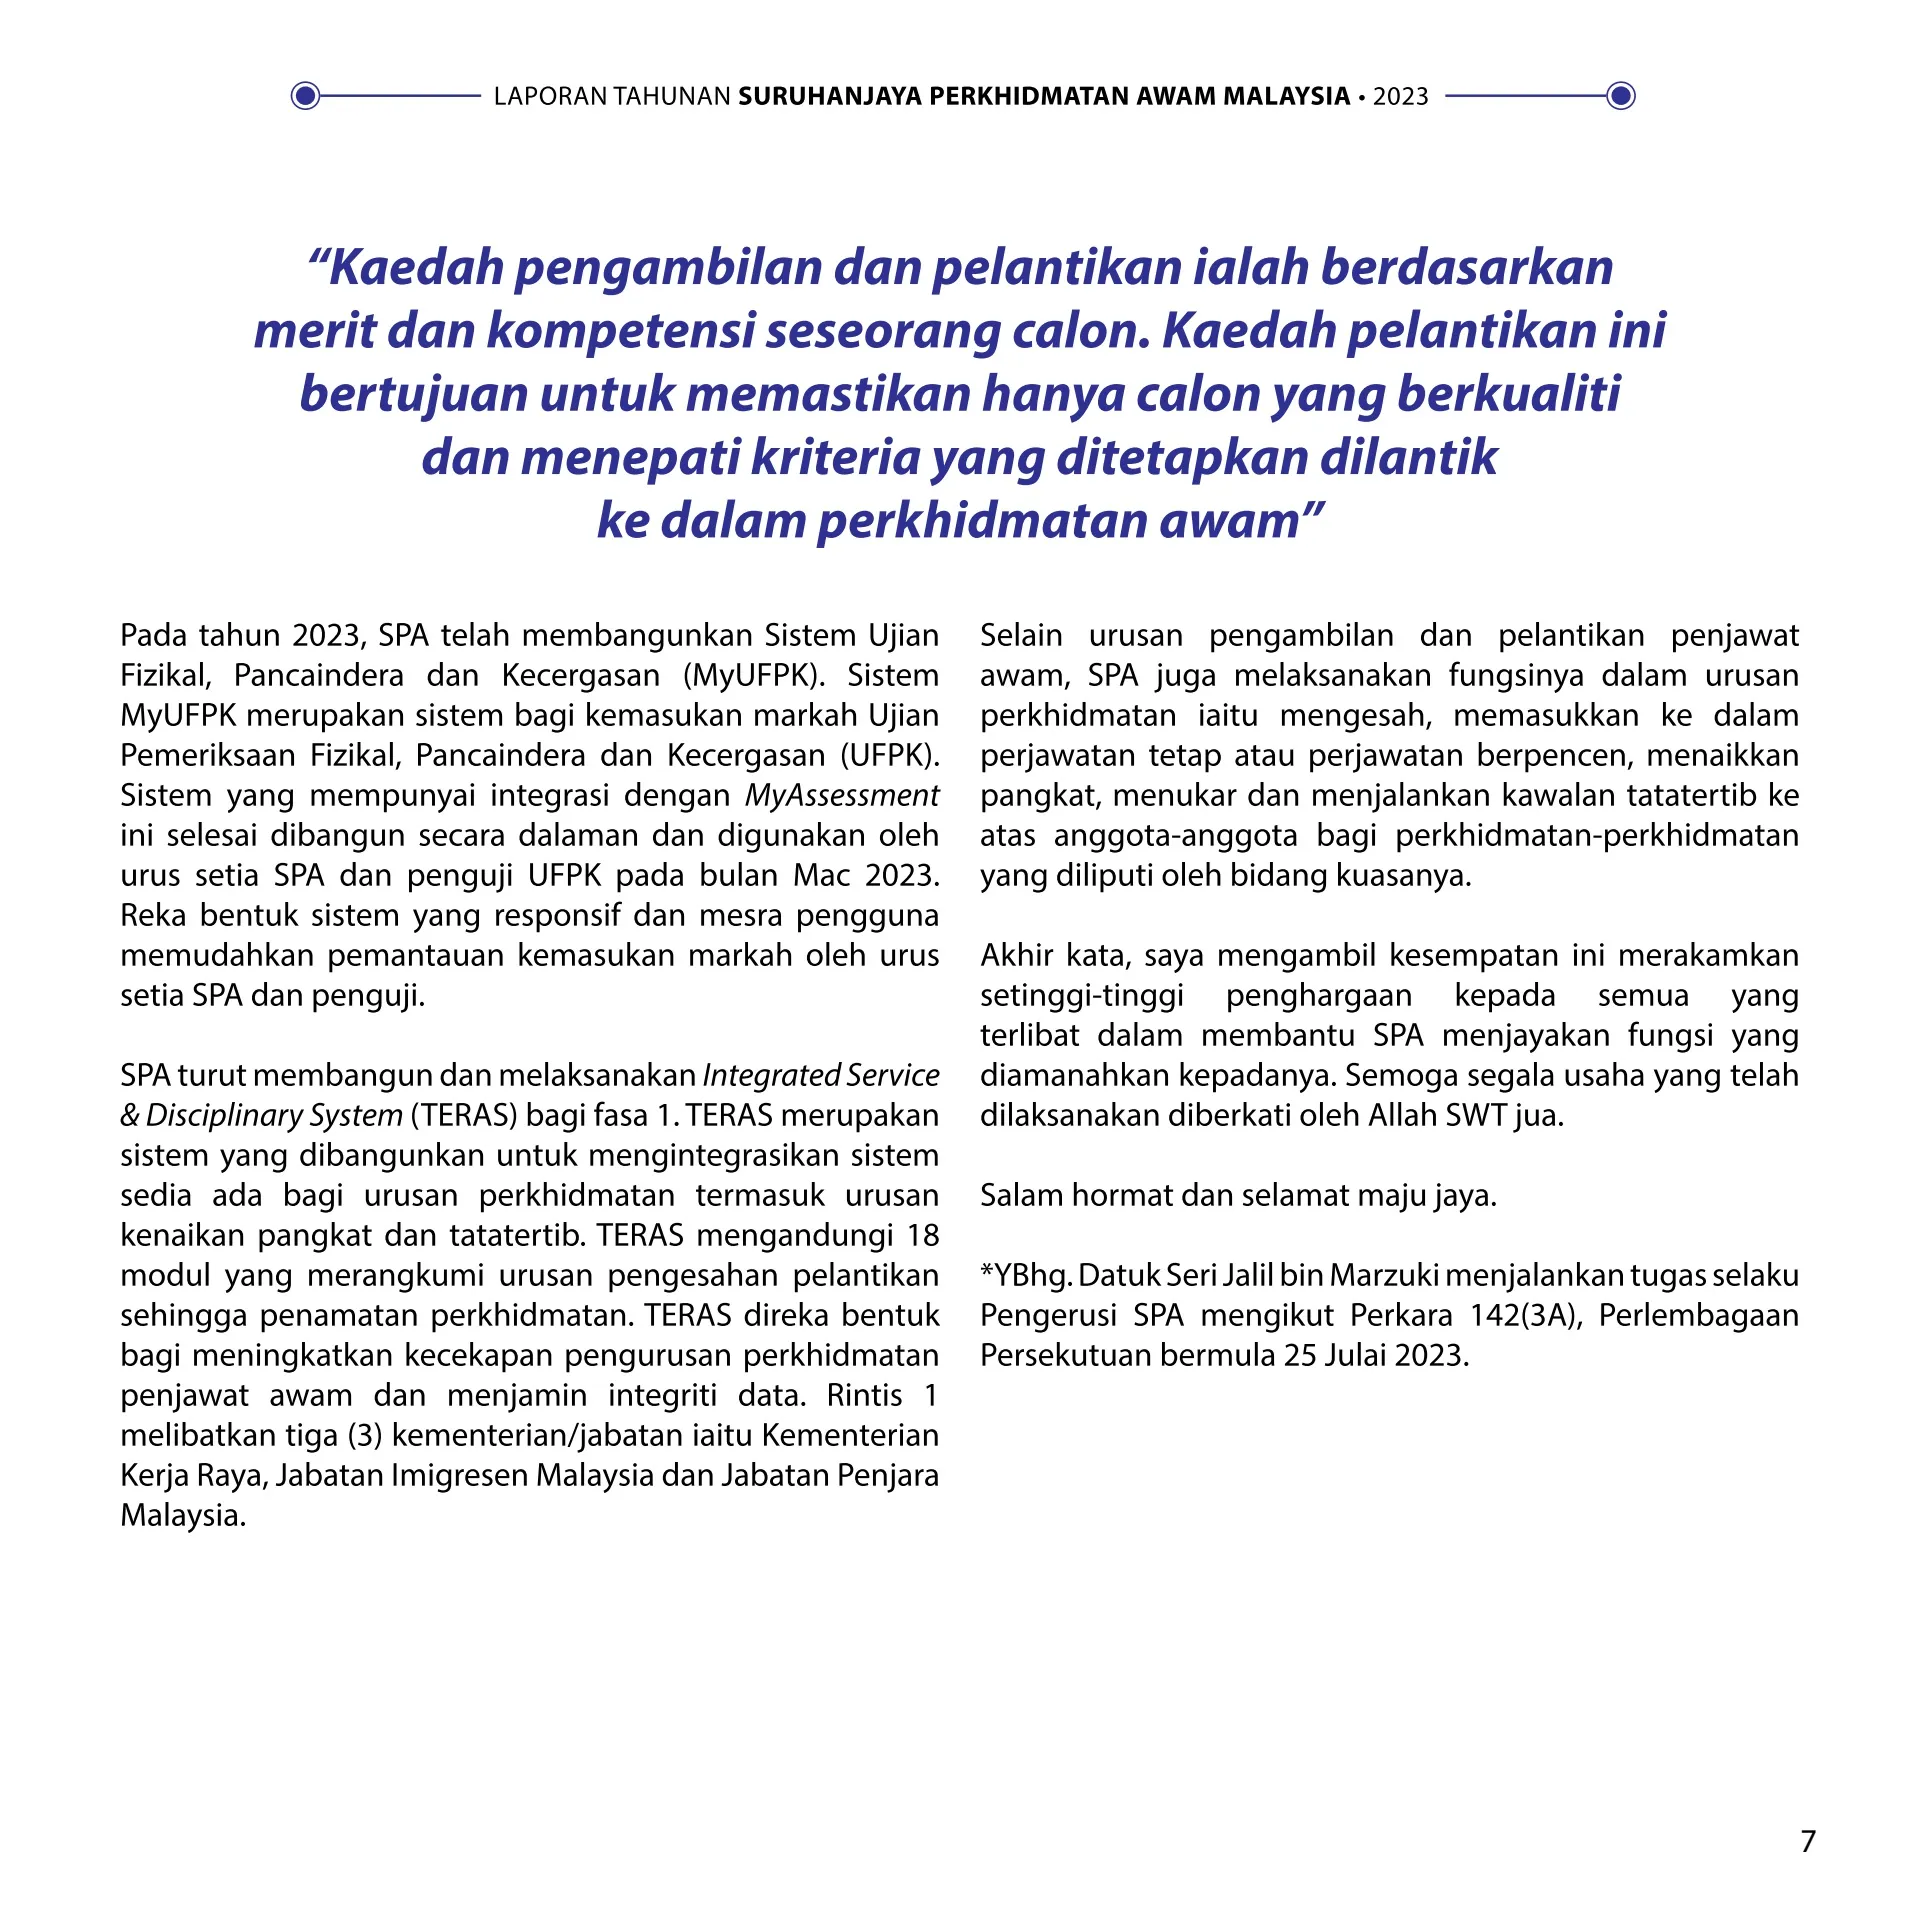 LAPORAN TAHUNAN SURUHANJAYA PERKHIDMATAN AWAM MALAYSIA • 2023
“Kaedah pengambilan dan pelantikan ialah berdasarkan
merit dan kompetensi seseorang calon. Kaedah pelantikan ini
bertujuan untuk memastikan hanya calon yang berkualiti
dan menepati kriteria yang ditetapkan dilantik
ke dalam perkhidmatan awam”
Pada tahun 2023, SPA telah membangunkan Sistem Ujian
Fizikal, Pancaindera dan Kecergasan (MyUFPK). Sistem
MyUFPK merupakan sistem bagi kemasukan markah Ujian
Pemeriksaan Fizikal, Pancaindera dan Kecergasan (UFPK).
Sistem yang mempunyai integrasi dengan MyAssessment
ini selesai dibangun secara dalaman dan digunakan oleh
urus setia SPA dan penguji UFPK pada bulan Mac 2023.
Reka bentuk sistem yang responsif dan mesra pengguna
memudahkan pemantauan kemasukan markah oleh urus
setia SPA dan penguji.
SPA turut membangun dan melaksanakan Integrated Service
& Disciplinary System (TERAS) bagi fasa 1. TERAS merupakan
sistem yang dibangunkan untuk mengintegrasikan sistem
sedia ada bagi urusan perkhidmatan termasuk urusan
kenaikan pangkat dan tatatertib. TERAS mengandungi 18
modul yang merangkumi urusan pengesahan pelantikan
sehingga penamatan perkhidmatan. TERAS direka bentuk
bagi meningkatkan kecekapan pengurusan perkhidmatan
penjawat awam dan menjamin integriti data. Rintis 1
melibatkan tiga (3) kementerian/jabatan iaitu Kementerian
Kerja Raya, Jabatan Imigresen Malaysia dan Jabatan Penjara
Malaysia.
Selain urusan pengambilan dan pelantikan penjawat
awam, SPA juga melaksanakan fungsinya dalam urusan
perkhidmatan iaitu mengesah, memasukkan ke dalam
perjawatan tetap atau perjawatan berpencen, menaikkan
pangkat, menukar dan menjalankan kawalan tatatertib ke
atas anggota-anggota bagi perkhidmatan-perkhidmatan
yang diliputi oleh bidang kuasanya.
Akhir kata, saya mengambil kesempatan ini merakamkan
setinggi-tinggi penghargaan kepada semua yang
terlibat dalam membantu SPA menjayakan fungsi yang
diamanahkan kepadanya. Semoga segala usaha yang telah
dilaksanakan diberkati oleh Allah SWT jua.
Salam hormat dan selamat maju jaya.
*YBhg. Datuk Seri Jalil bin Marzuki menjalankan tugas selaku
Pengerusi SPA mengikut Perkara 142(3A), Perlembagaan
Persekutuan bermula 25 Julai 2023.
7